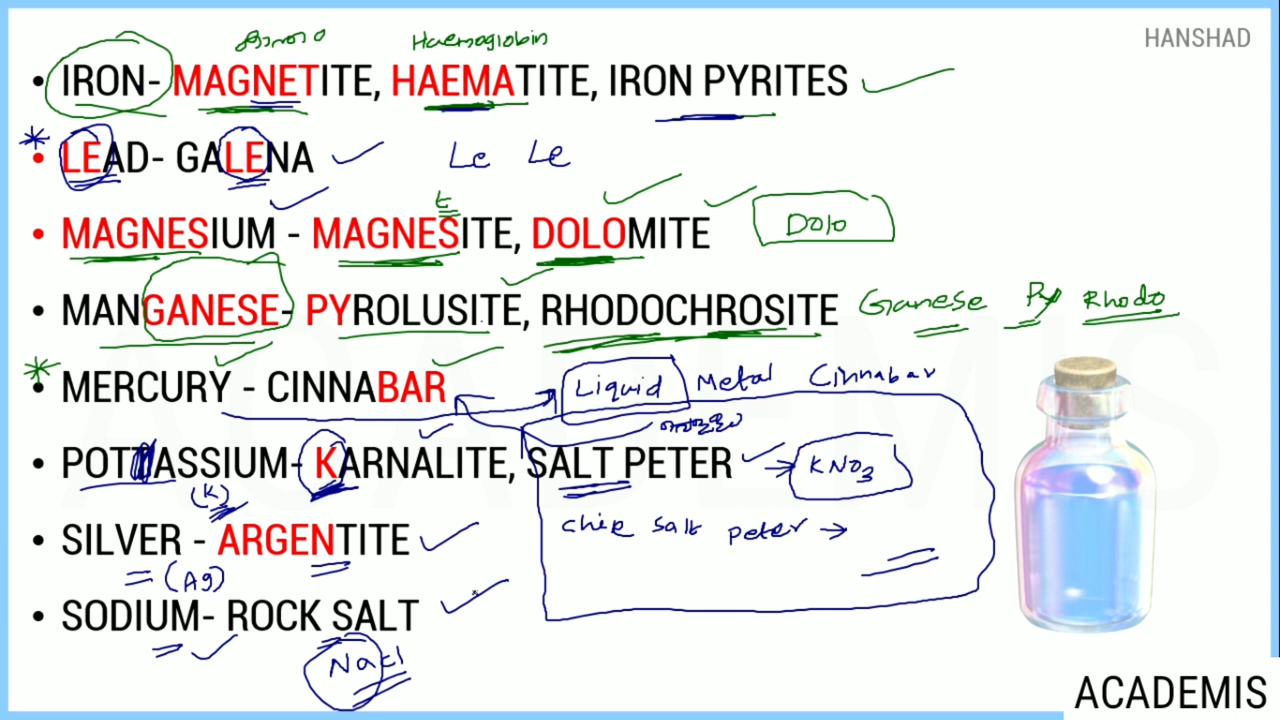 HANSHAD
Haemoglobin
• IRON- MAGNETITE, HAEMATITE, IRON PYRITES
• LEAD- GALENA Le Le
t
• MAGNESIUM - MAGNESITE, DOLOMITE Dolo
• MANGANESE- PYROLUSITE, RHODOCHROSITE Ganese Py Rhodo
• MERCURY - CINNABAR Liquid Metal Cinnabar
• POTTASSIUM- KARNALITE, SALT PETER → KNO3
(K)
• SILVER - ARGENTITE salt peter →
(Ag)
• SODIUM- ROCK SALT
Nacl
ACADEMIS